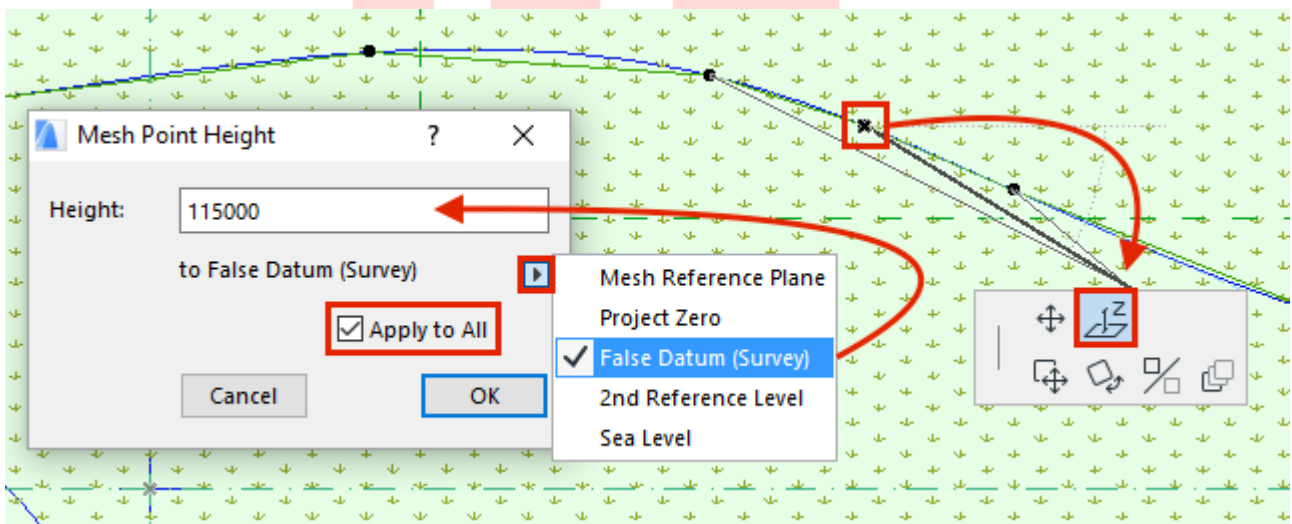 Mesh Point Height ? X
Height: 115000
to False Datum (Survey)
Apply to All
Cancel OK
Mesh Reference Plane
Project Zero
False Datum (Survey)
2nd Reference Level
Sea Level
Z